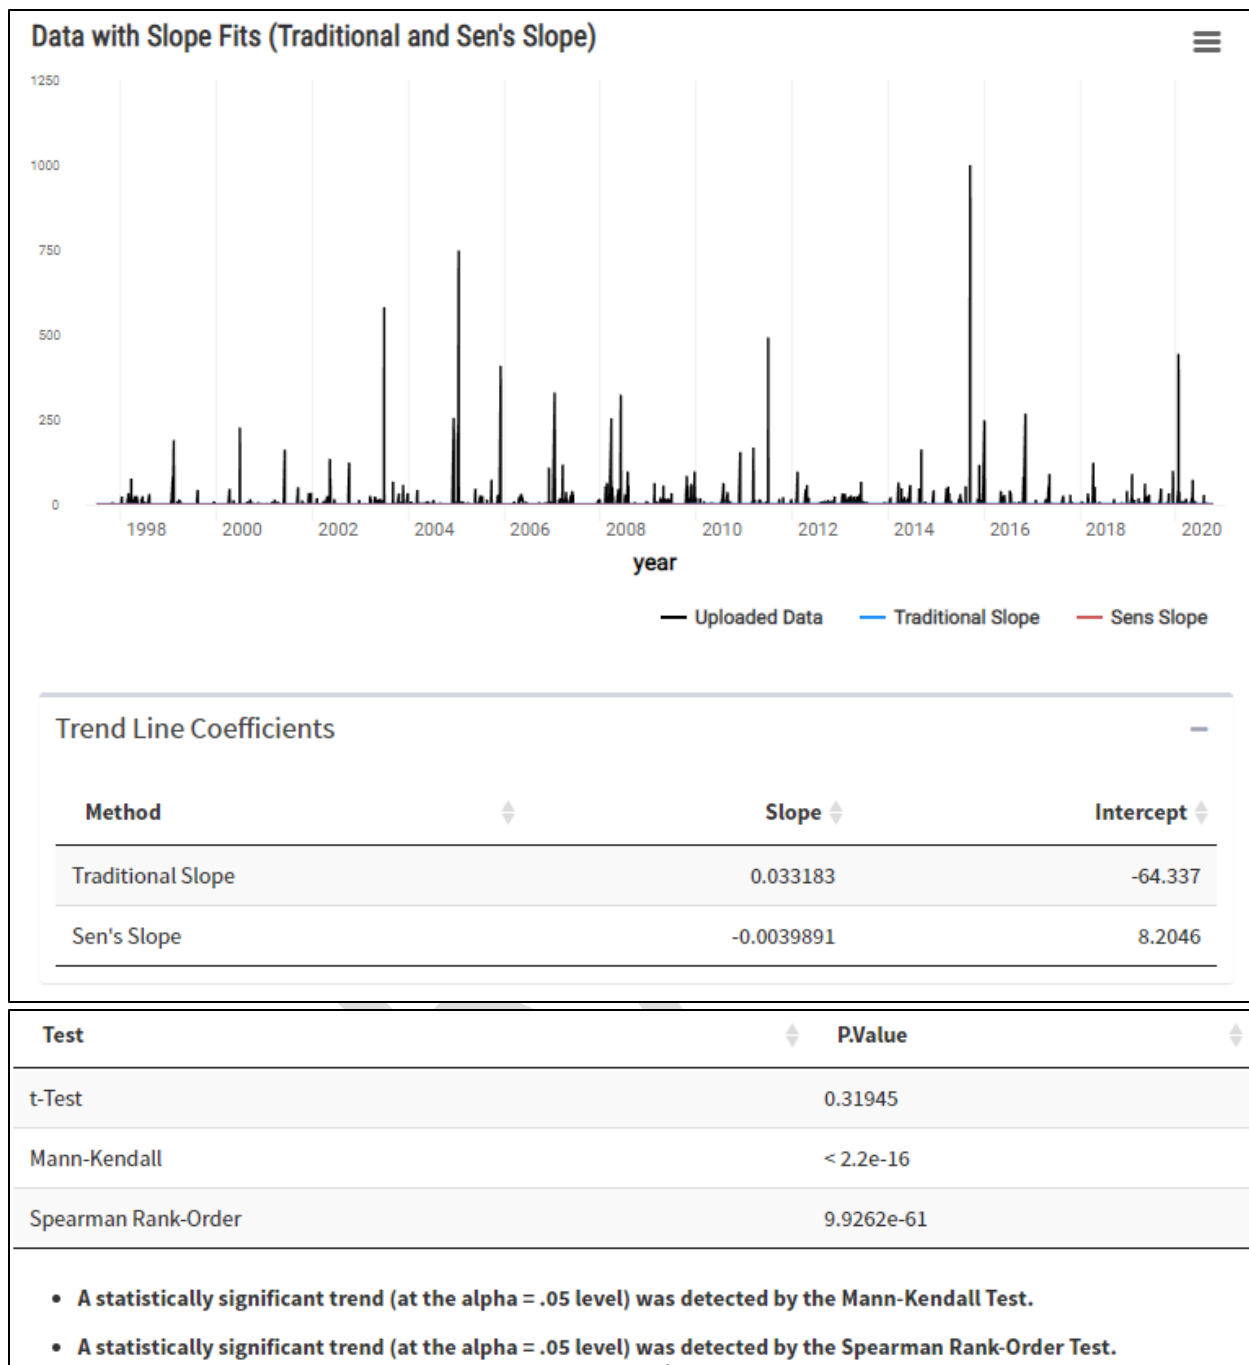 Data with Slope Fits (Traditional and Sen's Slope)
1250
1000
750
500
250
0
1998 2000 2002 2004 2006 2008 2010 2012 2014 2016 2018 2020
year
Uploaded Data Traditional Slope Sens Slope
Trend Line Coefficients
Method Slope Intercept
Traditional Slope 0.033183 -64.337
Sen's Slope -0.0039891 8.2046
Test P.Value
t-Test 0.31945
Mann-Kendall < 2.2e-16
Spearman Rank-Order 9.9262e-61
• A statistically significant trend (at the alpha = .05 level) was detected by the Mann-Kendall Test.
• A statistically significant trend (at the alpha = .05 level) was detected by the Spearman Rank-Order Test.